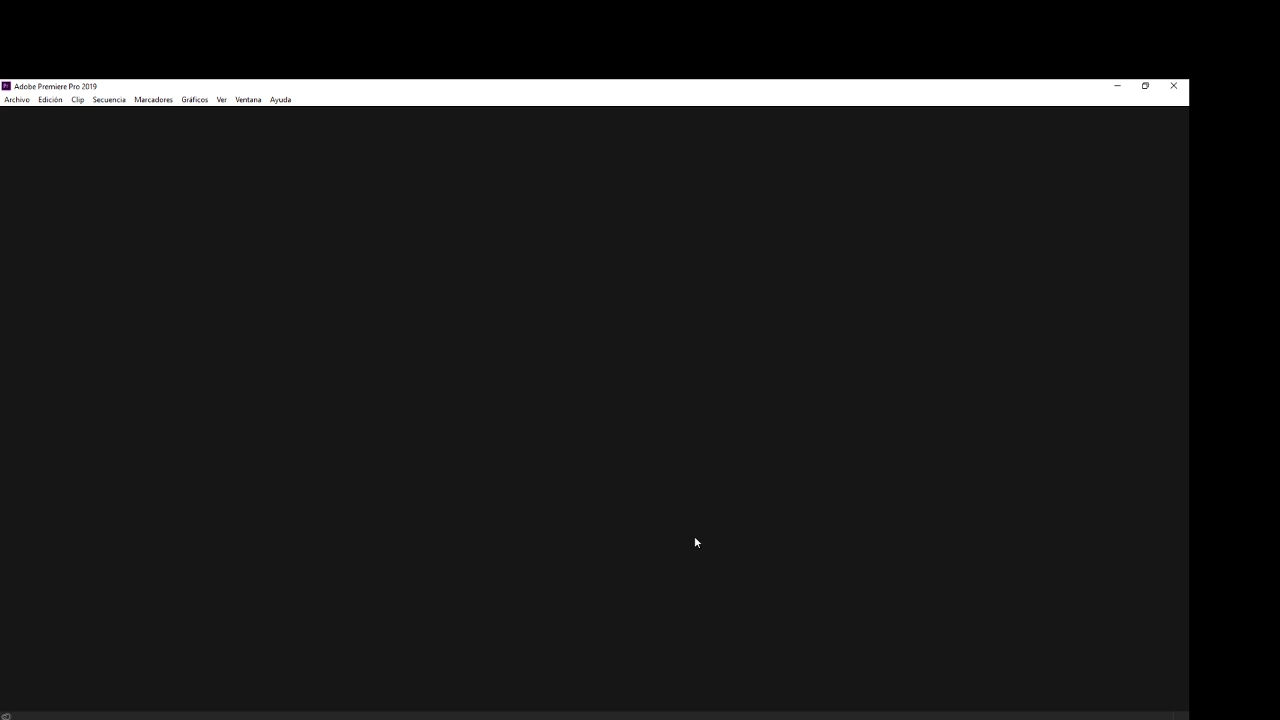 Adobe Premiere Pro 2019
Archivo Edición Clip Secuencia Marcadores Gráficos Ver Ventana Ayuda